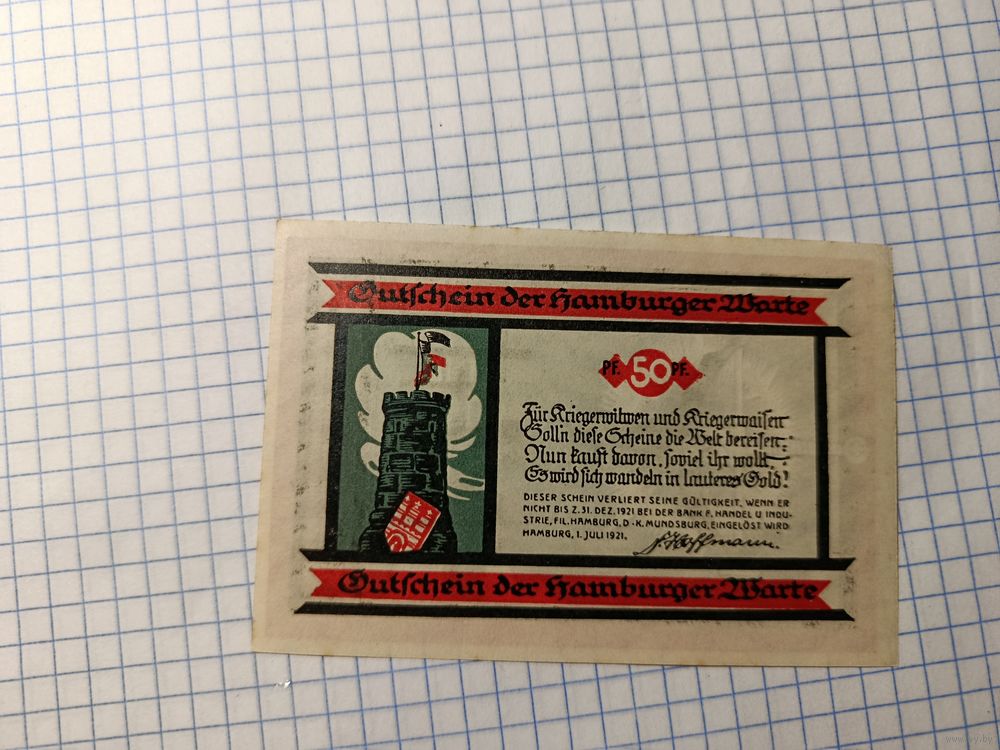 Gutschein der Hamburger Warte
PF. 50 PF.
Für Kriegerwitwen und Kriegerwaisen
Soll'n diese Scheine die Welt bereisen:
Nun kauft davon, soviel ihr wollt:
Es wird sich wandeln in lauteres Gold!
DIESER SCHEIN VERLIERT SEINE GÜLTIGKEIT, WENN ER
NICHT BIS Z. 31. DEZ. 1921 BEI DER BANK F. HANDEL U. INDU-
STRIE, FIL. HAMBURG, D.-K. MUNDSBURG, EINGELÖST WIRD
HAMBURG, 1. JULI 1921.
Hoffmann.
Gutschein der Hamburger Warte